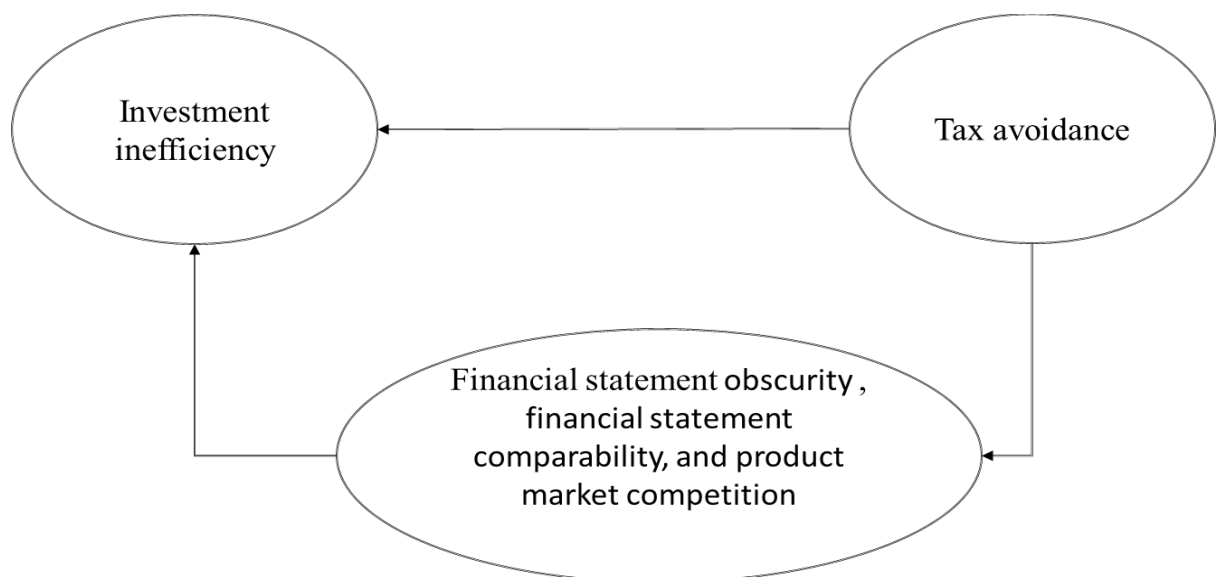 Investment
inefficiency
Tax avoidance
Financial statement obscurity ,
financial statement
comparability, and product
market competition